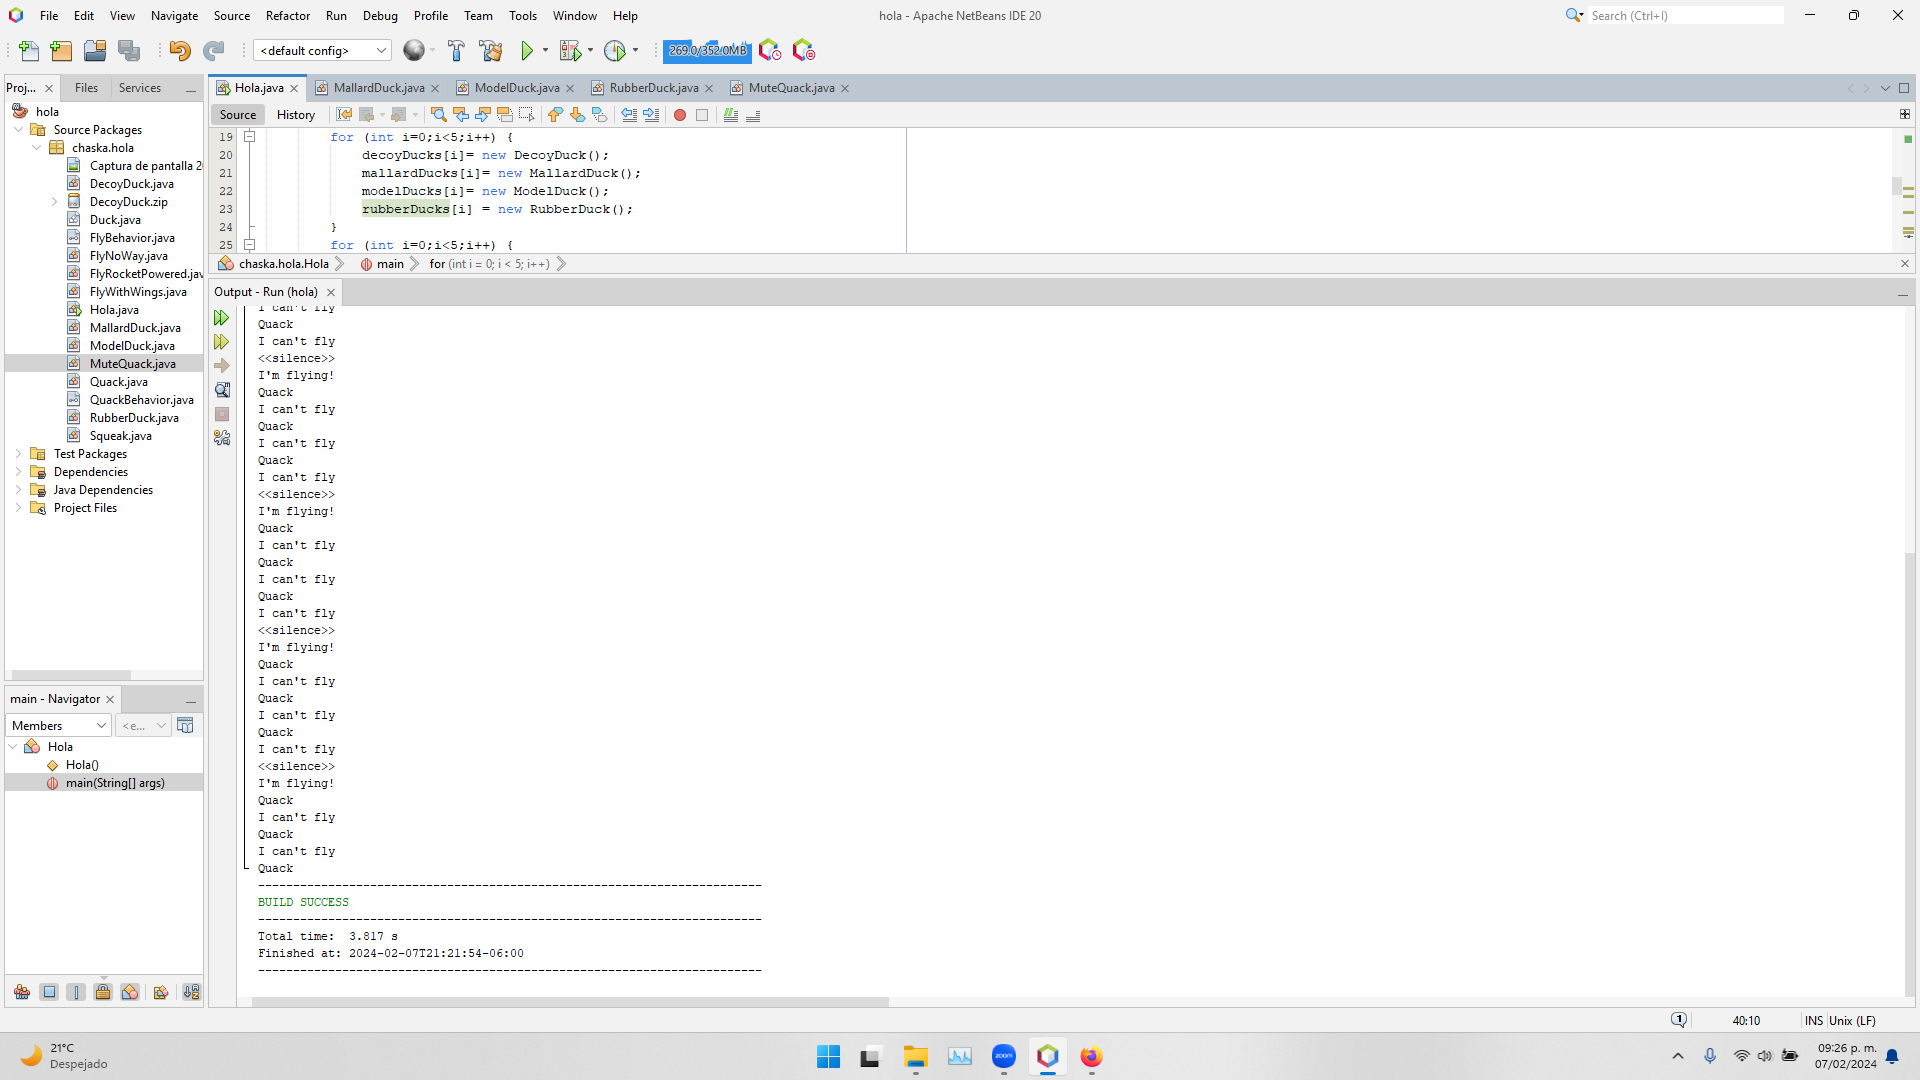 File Edit View Navigate Source Refactor Run Debug Profile Team Tools Window Help
hola - Apache NetBeans IDE 20
Search (Ctrl+I)
<default config>
269.0/352.0MB
Proj... Files Services
Hola.java MallardDuck.java ModelDuck.java RubberDuck.java MuteQuack.java
Source History
hola
Source Packages
chaska.hola
Captura de pantalla 2
DecoyDuck.java
DecoyDuck.zip
Duck.java
FlyBehavior.java
FlyNoWay.java
FlyRocketPowered.jav
FlyWithWings.java
Hola.java
MallardDuck.java
ModelDuck.java
MuteQuack.java
Quack.java
QuackBehavior.java
RubberDuck.java
Squeak.java
Test Packages
Dependencies
Java Dependencies
Project Files
19 for (int i=0;i<5;i++) {
20 decoyDucks[i]= new DecoyDuck();
21 mallardDucks[i]= new MallardDuck();
22 modelDucks[i]= new ModelDuck();
23 rubberDucks[i] = new RubberDuck();
24 }
25 for (int i=0;i<5;i++) {
chaska.hola.Hola main for (int i = 0; i < 5; i++)
Output - Run (hola)
I can't fly
Quack
I can't fly
<<silence>>
I'm flying!
Quack
I can't fly
Quack
I can't fly
Quack
I can't fly
<<silence>>
I'm flying!
Quack
I can't fly
Quack
I can't fly
Quack
I can't fly
<<silence>>
I'm flying!
Quack
I can't fly
Quack
I can't fly
Quack
I can't fly
<<silence>>
I'm flying!
Quack
I can't fly
Quack
I can't fly
Quack
------------------------------------------------------------------------
BUILD SUCCESS
------------------------------------------------------------------------
Total time:  3.817 s
Finished at: 2024-02-07T21:21:54-06:00
------------------------------------------------------------------------
main - Navigator
Members <e...
Hola
Hola()
main(String[] args)
1 40:10 INS Unix (LF)
21°C
Despejado
zoom
09:26 p. m.
07/02/2024